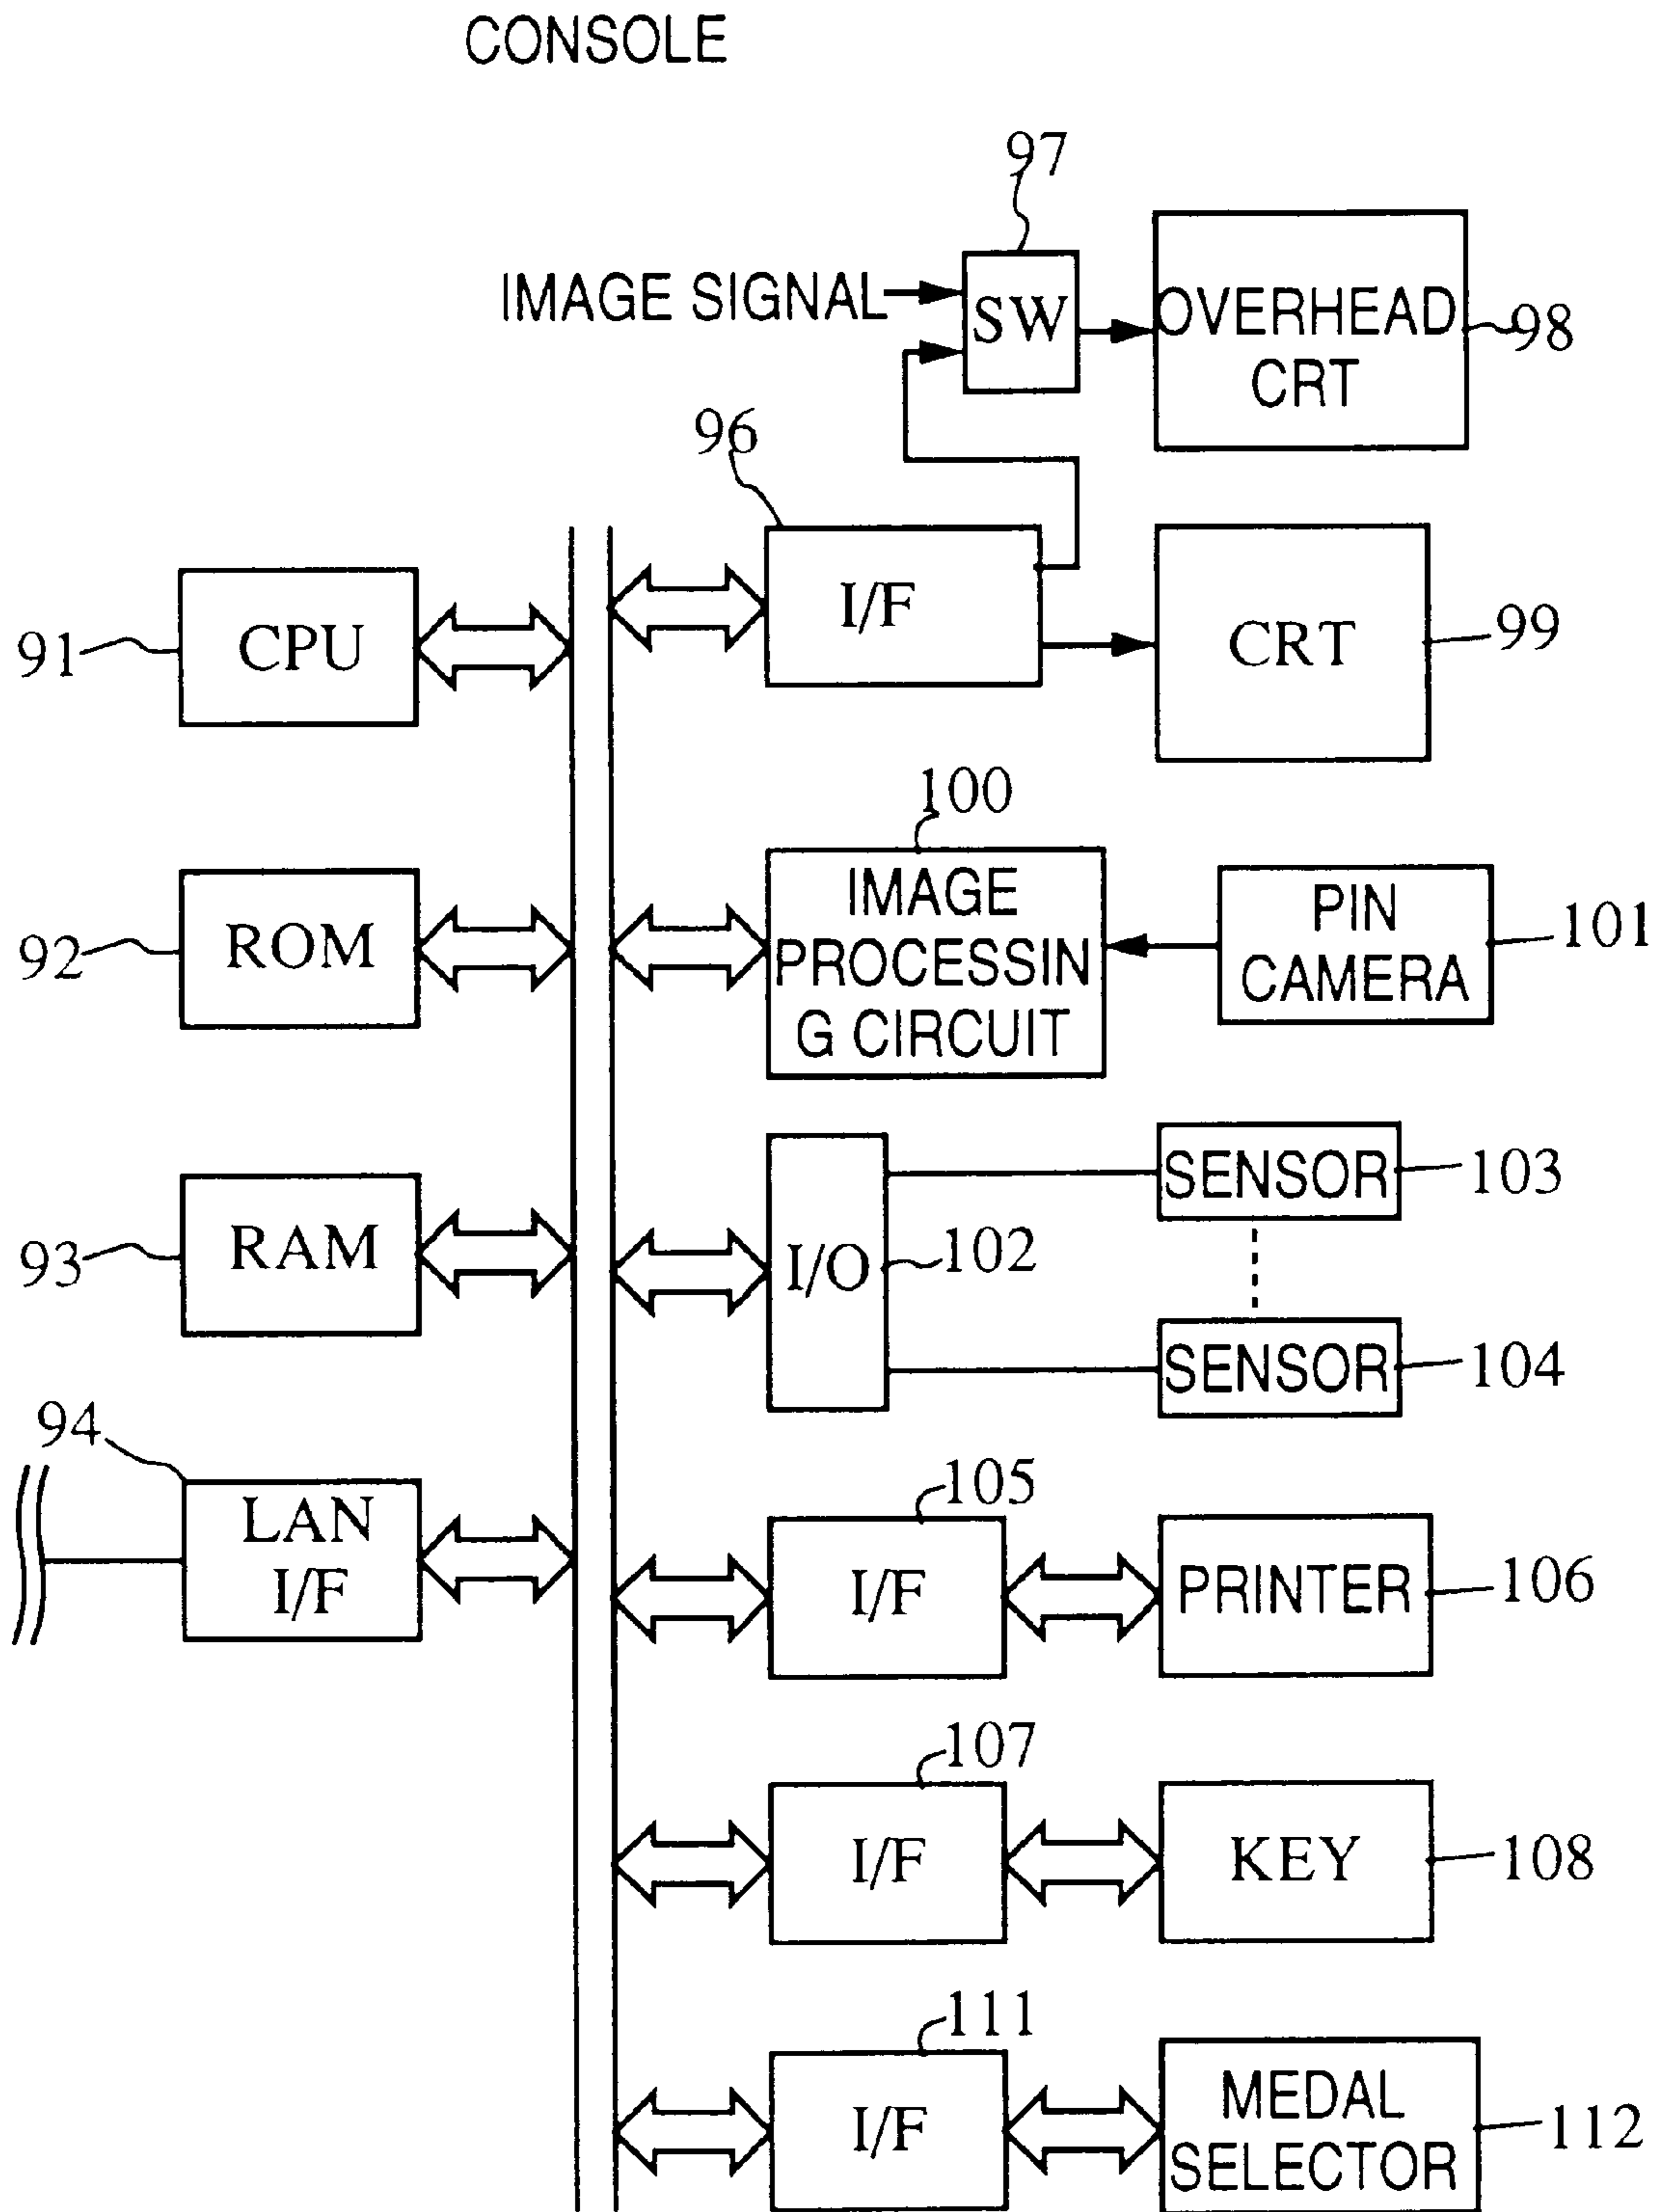 CONSOLE
97
IMAGE SIGNAL
SW
OVERHEAD
CRT
98
96
I/F
CPU
91
CRT
99
100
IMAGE
PROCESSIN
G CIRCUIT
PIN
CAMERA
101
ROM
92
SENSOR
103
RAM
93
I/O
102
SENSOR
104
94
LAN
I/F
105
I/F
PRINTER
106
107
I/F
KEY
108
111
I/F
MEDAL
SELECTOR
112